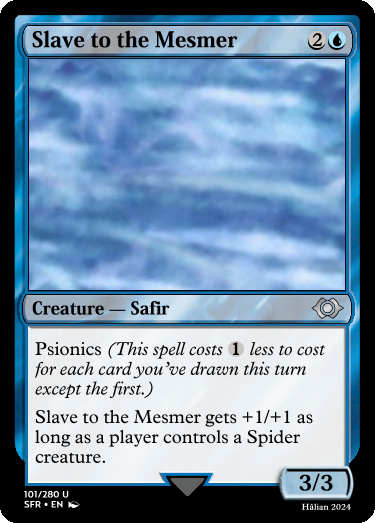 Slave to the Mesmer 2
Creature — Safir
Psionics (This spell costs 1 less to cost
for each card you've drawn this turn
except the first.)
Slave to the Mesmer gets +1/+1 as
long as a player controls a Spider
creature.
3/3
101/280 U
SFR • EN Hālian 2024